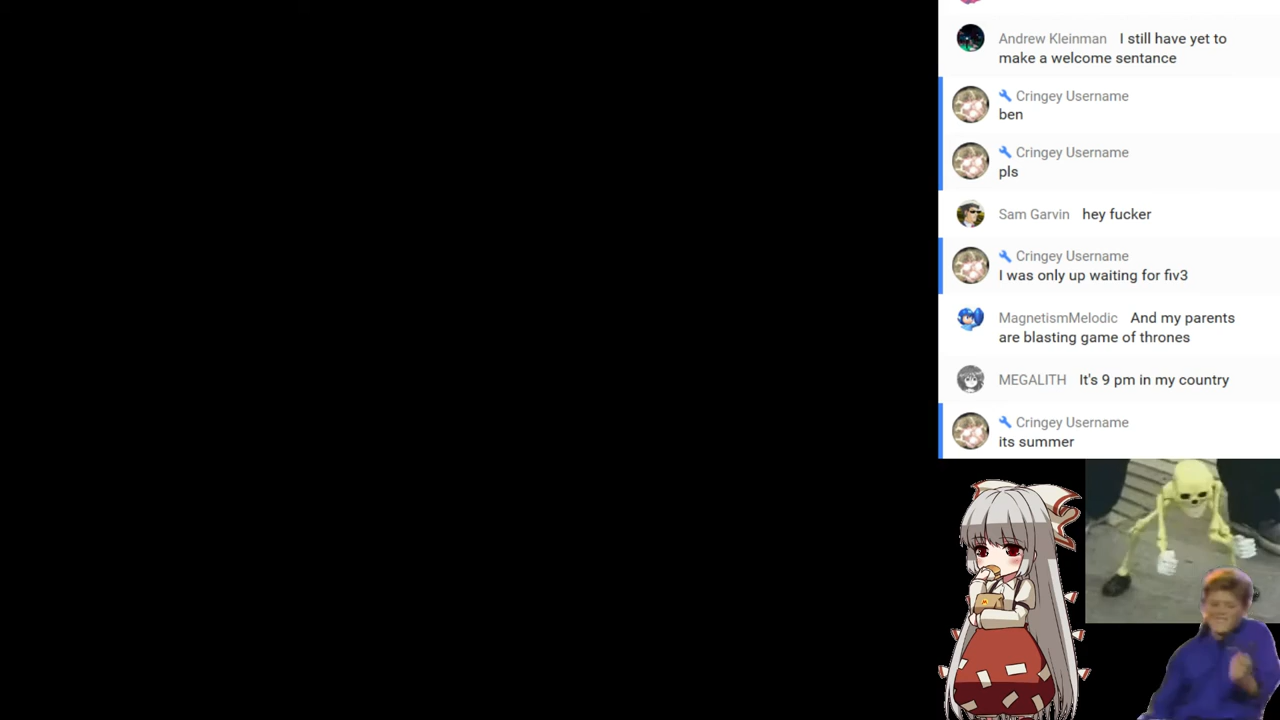 Andrew Kleinman I still have yet to
make a welcome sentance
Cringey Username
ben
Cringey Username
pls
Sam Garvin hey fucker
Cringey Username
I was only up waiting for fiv3
MagnetismMelodic And my parents
are blasting game of thrones
MEGALITH It's 9 pm in my country
Cringey Username
its summer